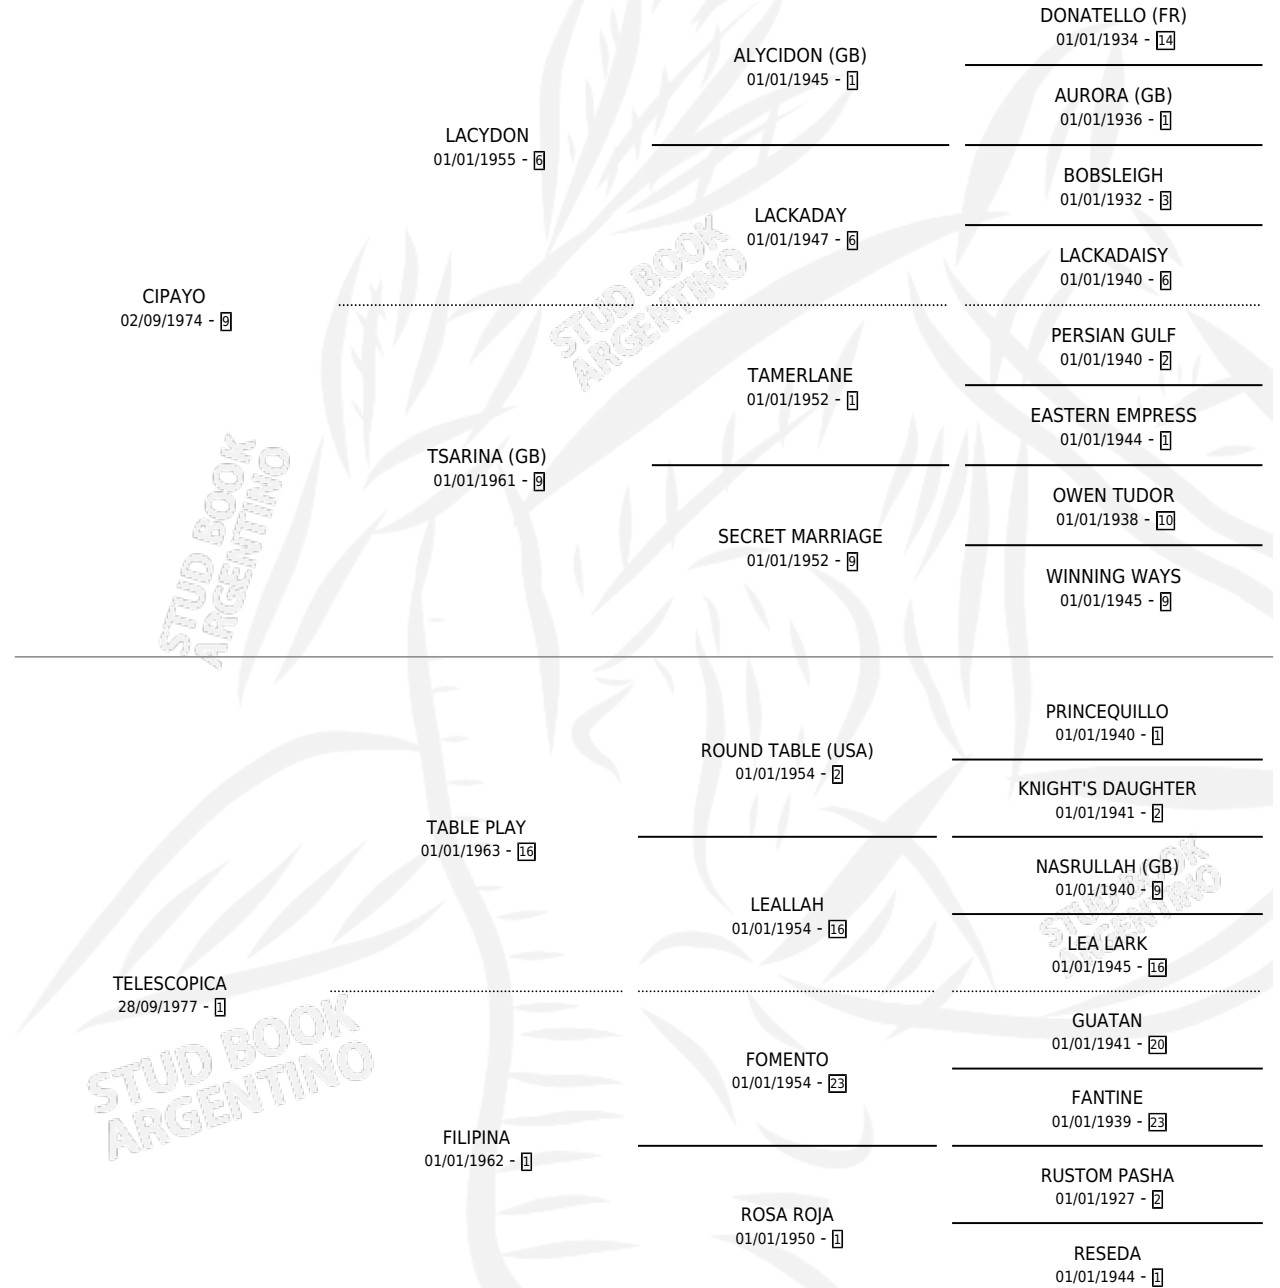 DONATELLO (FR)
01/01/1934 - 14
ALYCIDON (GB)
01/01/1945 - 1
AURORA (GB)
01/01/1936 - 1
LACYDON
01/01/1955 - 6
BOBSLEIGH
01/01/1932 - 3
LACKADAY
01/01/1947 - 6
LACKADAISY
01/01/1940 - 6
CIPAYO
02/09/1974 - 9
PERSIAN GULF
01/01/1940 - 2
TAMERLANE
01/01/1952 - 1
EASTERN EMPRESS
01/01/1944 - 1
TSARINA (GB)
01/01/1961 - 9
OWEN TUDOR
01/01/1938 - 10
SECRET MARRIAGE
01/01/1952 - 9
WINNING WAYS
01/01/1945 - 9
PRINCEQUILLO
01/01/1940 - 1
ROUND TABLE (USA)
01/01/1954 - 2
KNIGHT'S DAUGHTER
01/01/1941 - 2
TABLE PLAY
01/01/1963 - 16
NASRULLAH (GB)
01/01/1940 - 9
LEALLAH
01/01/1954 - 16
LEA LARK
01/01/1945 - 16
TELESCOPICA
28/09/1977 - 1
GUATAN
01/01/1941 - 20
FOMENTO
01/01/1954 - 23
FANTINE
01/01/1939 - 23
FILIPINA
01/01/1962 - 1
RUSTOM PASHA
01/01/1927 - 2
ROSA ROJA
01/01/1950 - 1
RESEDA
01/01/1944 - 1
STUD BOOK
ARGENTINO
STUD BOOK
ARGENTINO
STUD BOOK
ARGENTINO
STUD BOOK
ARGENTINO